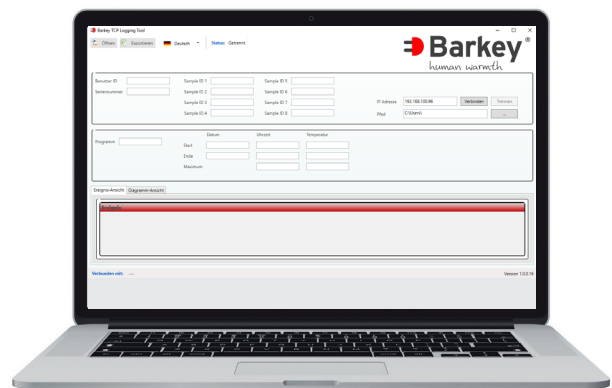 Barkey TCP Logging Tool
Öffnen Exportieren Deutsch Status: Getrennt
Barkey®
human warmth
Benutzer ID Sample ID 1 Sample ID 5
Seriennummer Sample ID 2 Sample ID 6
Sample ID 3 Sample ID 7 IP Adresse 192.168.100.96 Verbinden Trennen
Sample ID 4 Sample ID 8 Pfad C:\Users\ ...
Datum Uhrzeit Temperatur
Programm Start
Ende
Maximum
Ereignis-Ansicht Diagramm-Ansicht
Verbunden mit: ---
Version 1.0.0.16